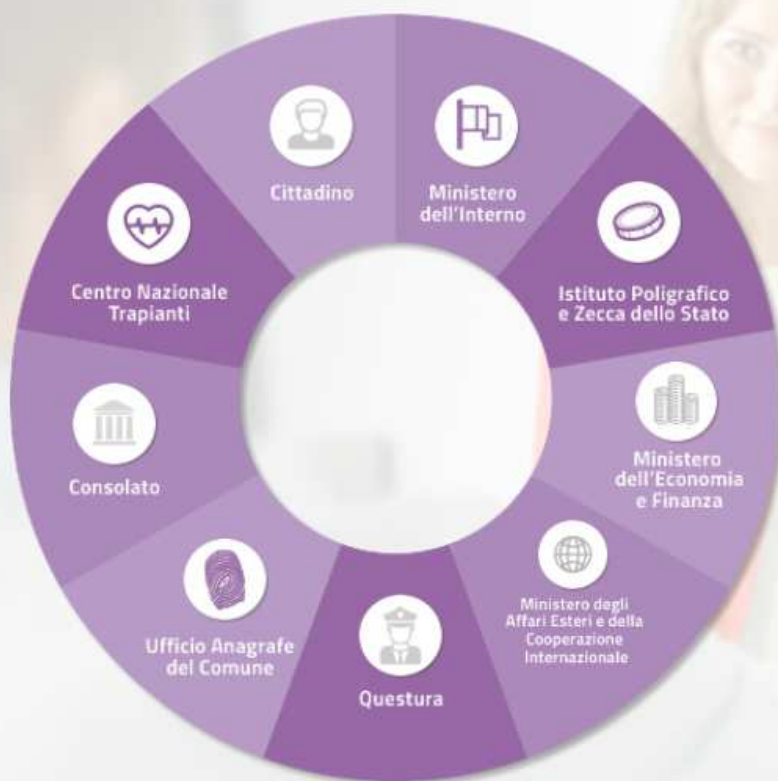 Cittadino
Ministero
dell'Interno
Istituto Poligrafico
e Zecca dello Stato
Ministero
dell'Economia
e Finanza
Ministero degli
Affari Esteri e della
Cooperazione
Internazionale
Questura
Ufficio Anagrafe
del Comune
Consolato
Centro Nazionale
Trapianti